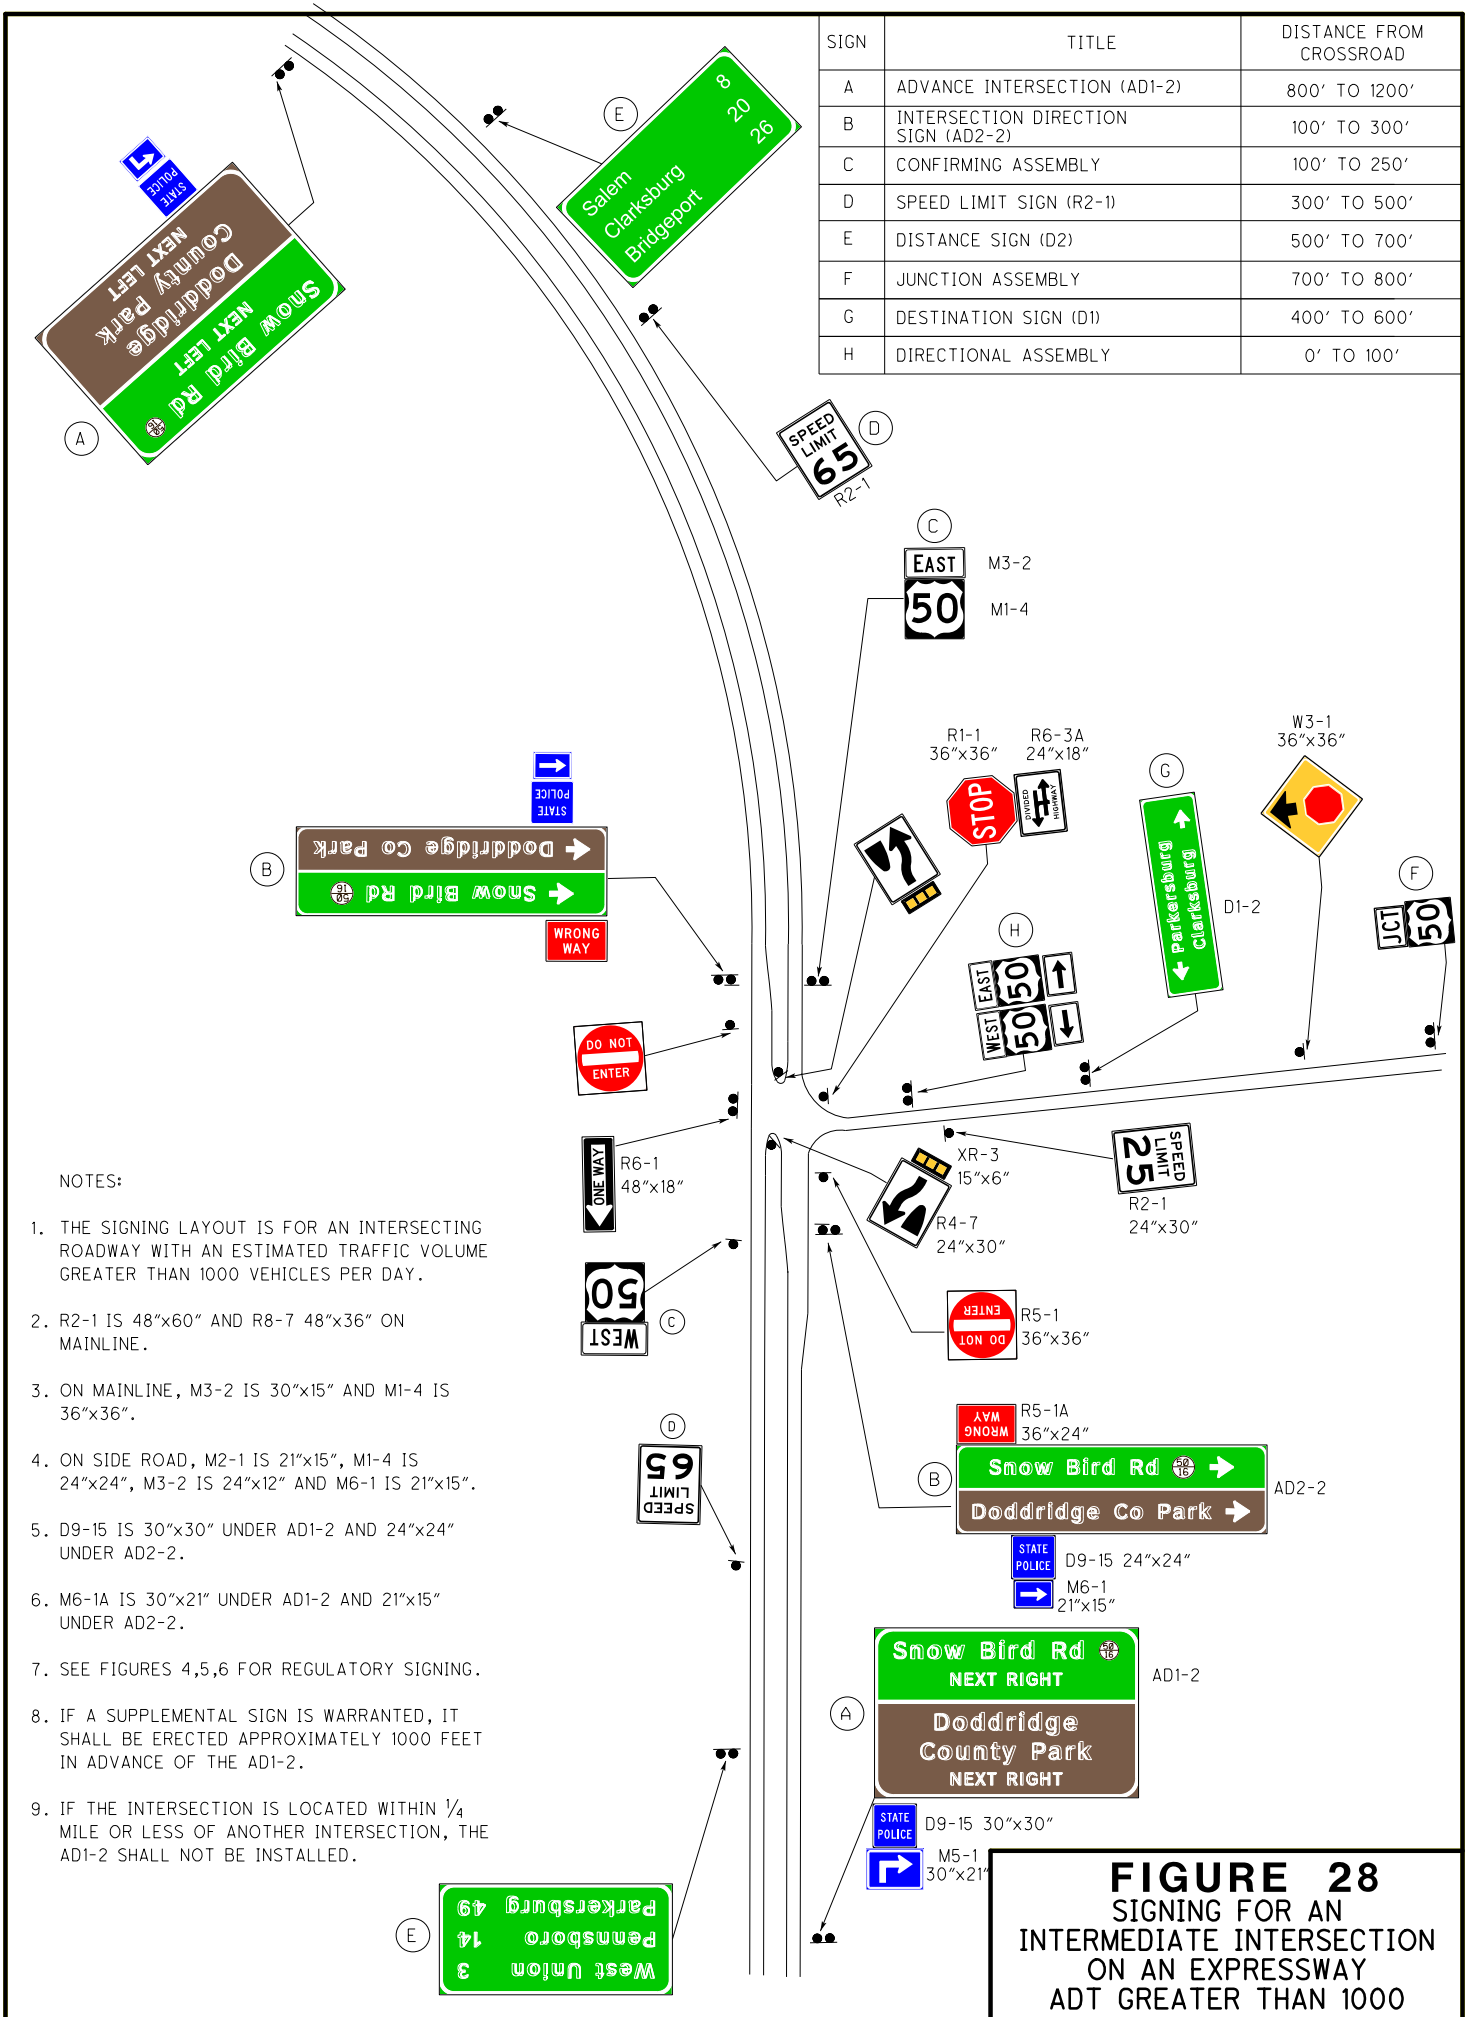 SIGN TITLE DISTANCE FROM CROSSROAD
A ADVANCE INTERSECTION (AD1-2) 800' TO 1200'
B INTERSECTION DIRECTION SIGN (AD2-2) 100' TO 300'
C CONFIRMING ASSEMBLY 100' TO 250'
D SPEED LIMIT SIGN (R2-1) 300' TO 500'
E DISTANCE SIGN (D2) 500' TO 700'
F JUNCTION ASSEMBLY 700' TO 800'
G DESTINATION SIGN (D1) 400' TO 600'
H DIRECTIONAL ASSEMBLY 0' TO 100'
E
Salem 8
Clarksburg 20
Bridgeport 26
STATE
POLICE
Snow Bird Rd 50/16
NEXT LEFT
Doddridge
County Park
NEXT LEFT
A
SPEED
LIMIT
65
D
R2-1
C
EAST M3-2
50 M1-4
STATE
POLICE
B
Snow Bird Rd 50/16
Doddridge Co Park
WRONG
WAY
DO NOT
ENTER
R1-1
36"x36"
R6-3A
24"x18"
STOP
DIVIDED
HIGHWAY
G
Parkersburg
Clarksburg
D1-2
W3-1
36"x36"
F
JCT
50
H
EAST
50
WEST
50
ONE WAY
R6-1
48"x18"
XR-3
15"x6"
R4-7
24"x30"
SPEED
LIMIT
25
R2-1
24"x30"
WEST
50
C
DO NOT
ENTER
R5-1
36"x36"
WRONG
WAY
R5-1A
36"x24"
B
Snow Bird Rd 50/16
Doddridge Co Park
AD2-2
STATE
POLICE
D9-15 24"x24"
M6-1
21"x15"
D
SPEED
LIMIT
65
A
Snow Bird Rd 50/16
NEXT RIGHT
Doddridge
County Park
NEXT RIGHT
AD1-2
STATE
POLICE
D9-15 30"x30"
M5-1
30"x21"
E
West Union 3
Pennsboro 14
Parkersburg 49
NOTES:
1. THE SIGNING LAYOUT IS FOR AN INTERSECTING
ROADWAY WITH AN ESTIMATED TRAFFIC VOLUME
GREATER THAN 1000 VEHICLES PER DAY.
2. R2-1 IS 48"x60" AND R8-7 48"x36" ON
MAINLINE.
3. ON MAINLINE, M3-2 IS 30"x15" AND M1-4 IS
36"x36".
4. ON SIDE ROAD, M2-1 IS 21"x15", M1-4 IS
24"x24", M3-2 IS 24"x12" AND M6-1 IS 21"x15".
5. D9-15 IS 30"x30" UNDER AD1-2 AND 24"x24"
UNDER AD2-2.
6. M6-1A IS 30"x21" UNDER AD1-2 AND 21"x15"
UNDER AD2-2.
7. SEE FIGURES 4,5,6 FOR REGULATORY SIGNING.
8. IF A SUPPLEMENTAL SIGN IS WARRANTED, IT
SHALL BE ERECTED APPROXIMATELY 1000 FEET
IN ADVANCE OF THE AD1-2.
9. IF THE INTERSECTION IS LOCATED WITHIN 1/4
MILE OR LESS OF ANOTHER INTERSECTION, THE
AD1-2 SHALL NOT BE INSTALLED.
FIGURE 28
SIGNING FOR AN
INTERMEDIATE INTERSECTION
ON AN EXPRESSWAY
ADT GREATER THAN 1000